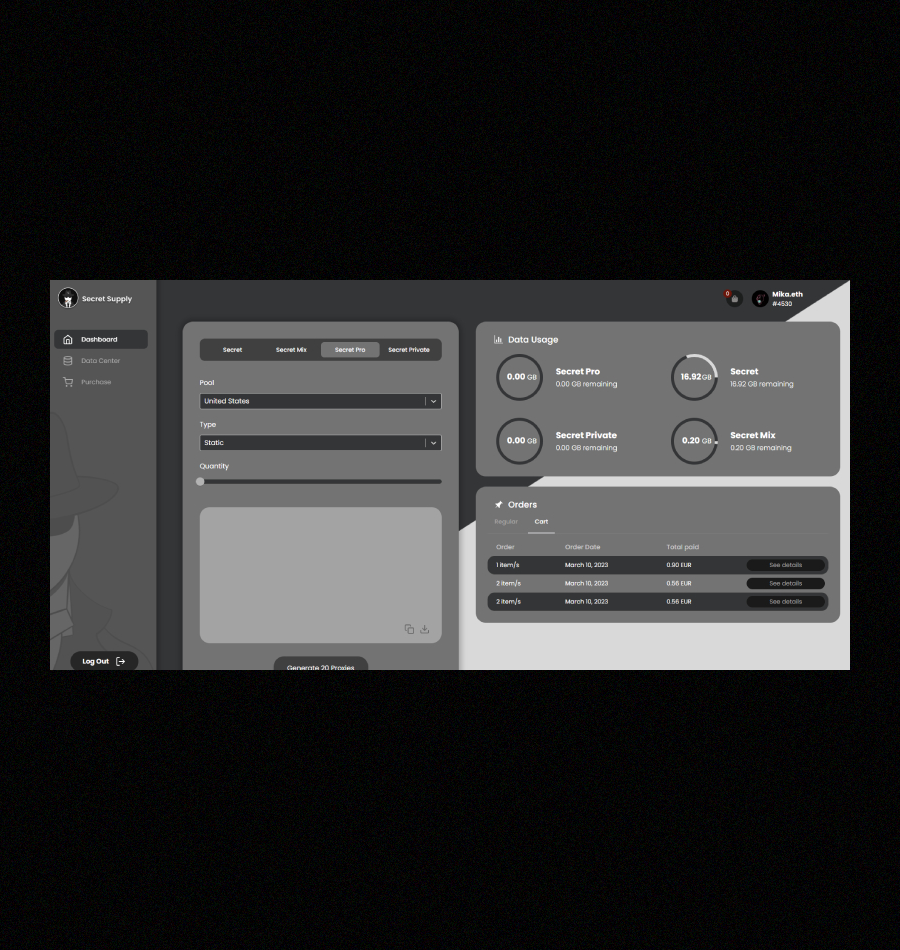 Secret Supply
Dashboard
Data Center
Purchase
Log Out
Secret Secret Mix Secret Pro Secret Private
Pool
United States
Type
Static
Quantity
Generate 20 Proxies
0
Mika.eth
#4530
Data Usage
0.00 GB
Secret Pro
0.00 GB remaining
16.92 GB
Secret
16.92 GB remaining
0.00 GB
Secret Private
0.00 GB remaining
0.20 GB
Secret Mix
0.20 GB remaining
Orders
Regular Cart
Order Order Date Total paid
1 item/s March 10, 2023 0.90 EUR See details
2 item/s March 10, 2023 0.56 EUR See details
2 item/s March 10, 2023 0.56 EUR See details